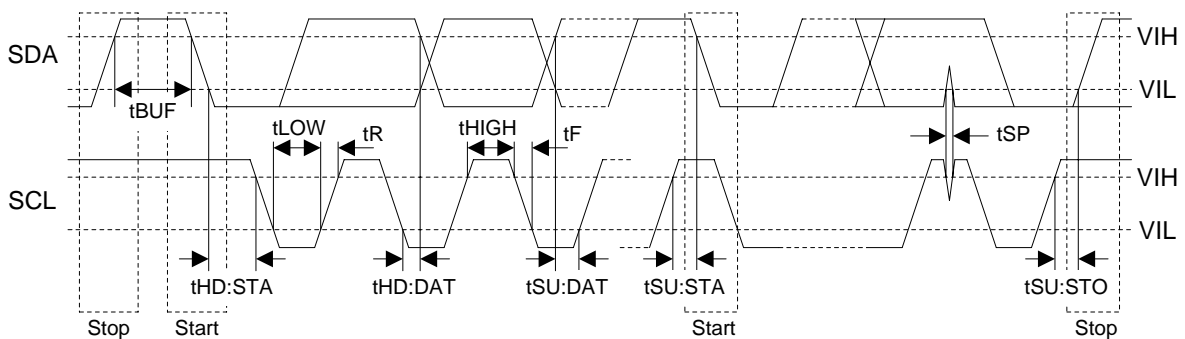 SDA
VIH
VIL
tBUF
tLOW
tR
tHIGH
tF
tSP
SCL
VIH
VIL
tHD:STA
tHD:DAT
tSU:DAT
tSU:STA
tSU:STO
Stop
Start
Start
Stop